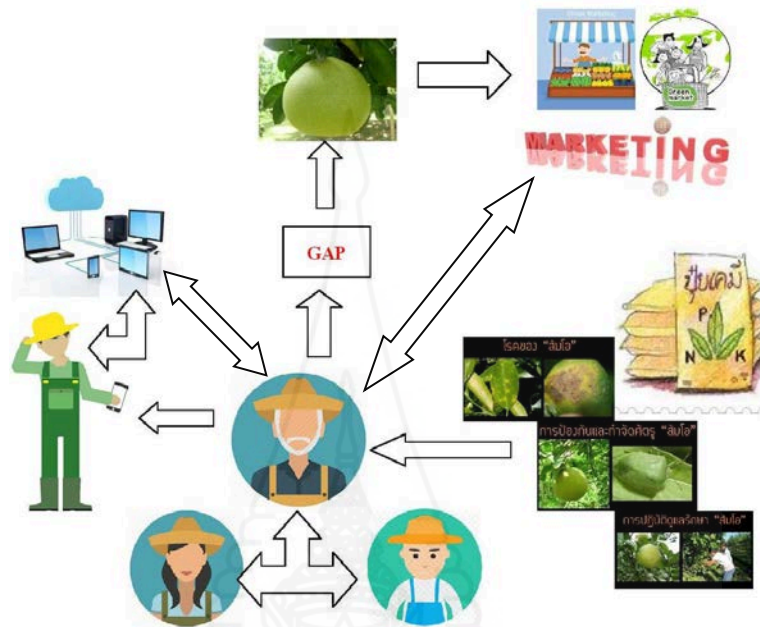 Green
market
MARKETING
GAP
ปุ๋ยเคมี
P
N K
โรคของ "ส้มโอ"
การป้องกันและกำจัดศัตรู "ส้มโอ"
การปฏิบัติดูแลรักษา "ส้มโอ"